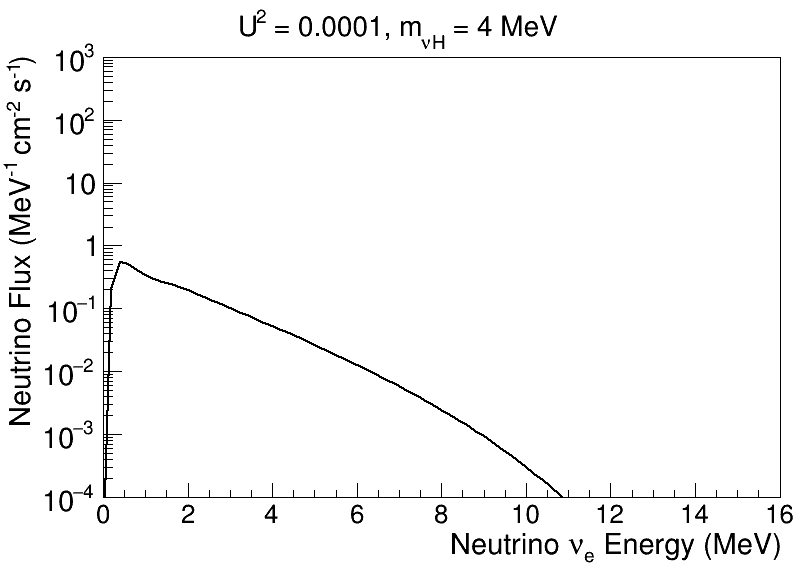 U² = 0.0001, m_νH = 4 MeV
Neutrino Flux (MeV⁻¹ cm⁻² s⁻¹)
10³
10²
10
1
10⁻¹
10⁻²
10⁻³
10⁻⁴
0 2 4 6 8 10 12 14 16
Neutrino ν_e Energy (MeV)